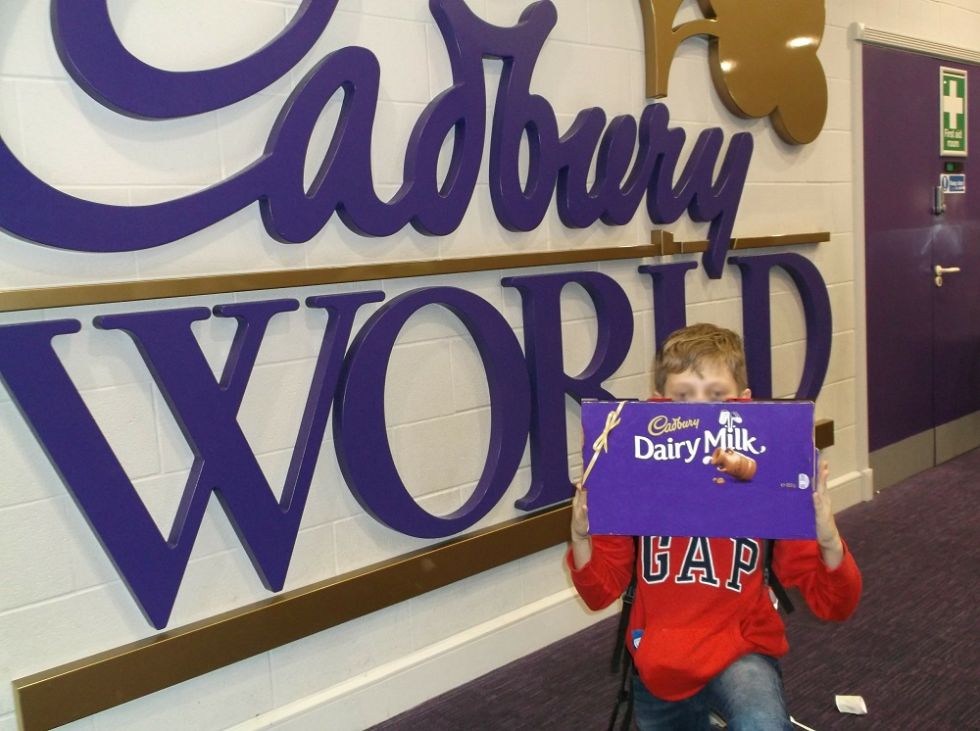 Cadbury
WORLD
First aid
room
Cadbury
Dairy Milk
GAP